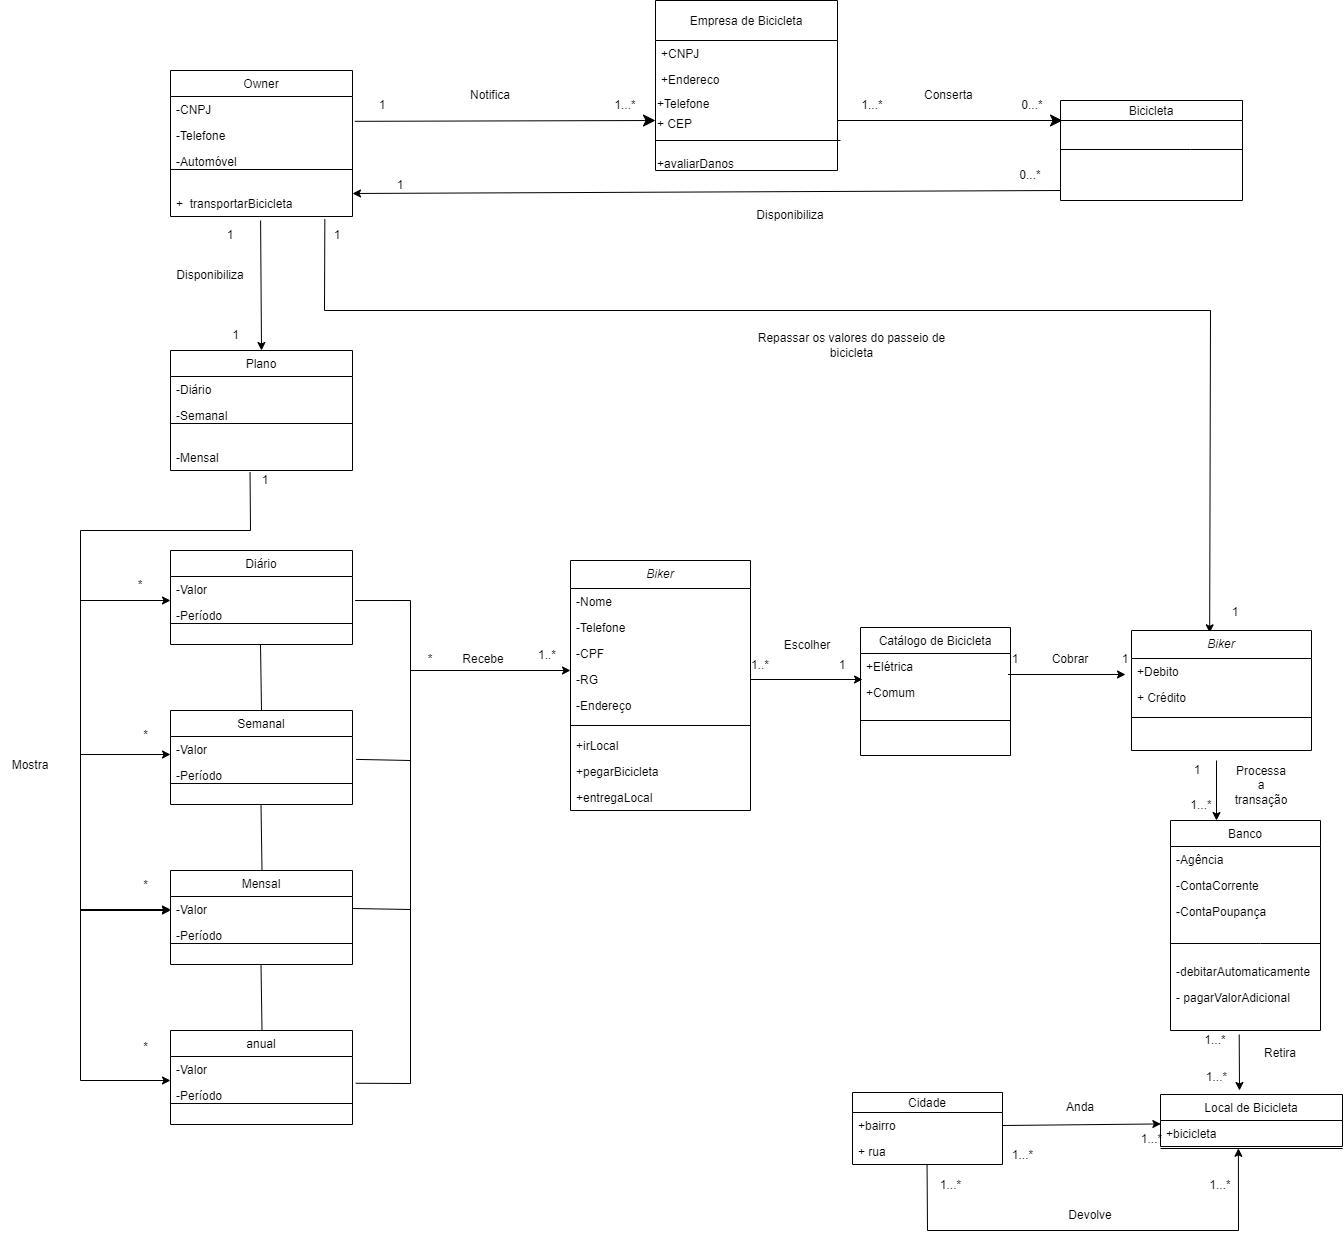 Empresa de Bicicleta
+CNPJ
+Endereco
+Telefone
+ CEP
+avaliarDanos
Owner
-CNPJ
-Telefone
-Automóvel
+ transportarBicicleta
1
Notifica
1...*
1...*
Conserta
0...*
Bicicleta
1
0...*
Disponibiliza
1
1
Disponibiliza
1
Repassar os valores do passeio de
bicicleta
Plano
-Diário
-Semanal
-Mensal
1
Mostra
*
Diário
-Valor
-Período
*
Semanal
-Valor
-Período
*
Mensal
-Valor
-Período
*
anual
-Valor
-Período
*
Recebe
1..*
Biker
-Nome
-Telefone
-CPF
-RG
-Endereço
+irLocal
+pegarBicicleta
+entregaLocal
Escolher
1..*
1
Catálogo de Bicicleta
+Elétrica
+Comum
1
Cobrar
1
1
Biker
+Debito
+ Crédito
1
Processa
a
transação
1...*
Banco
-Agência
-ContaCorrente
-ContaPoupança
-debitarAutomaticamente
- pagarValorAdicional
1...*
Retira
1...*
Cidade
+bairro
+ rua
Anda
1...*
1...*
Local de Bicicleta
+bicicleta
1...*
1...*
Devolve